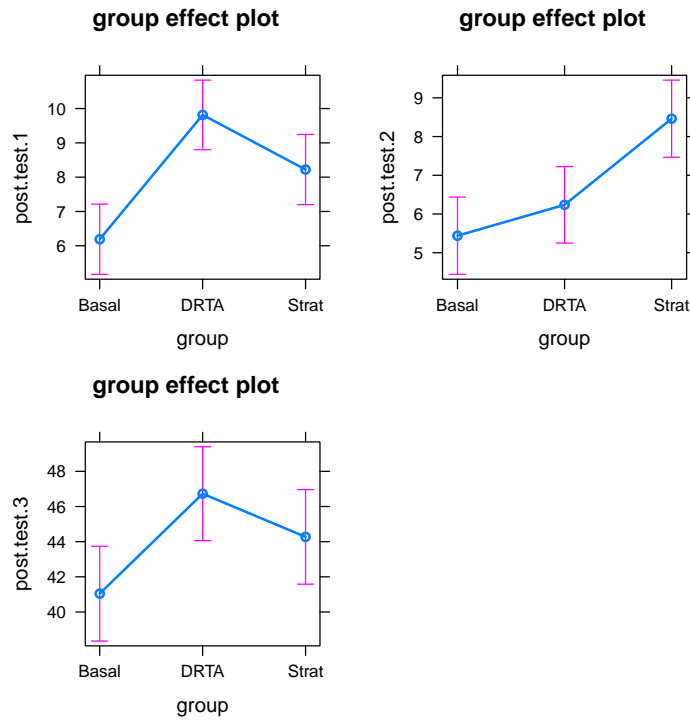 group effect plot
post.test.1
10
9
8
7
6
Basal DRTA Strat
group
group effect plot
post.test.2
9
8
7
6
5
Basal DRTA Strat
group
group effect plot
post.test.3
48
46
44
42
40
Basal DRTA Strat
group